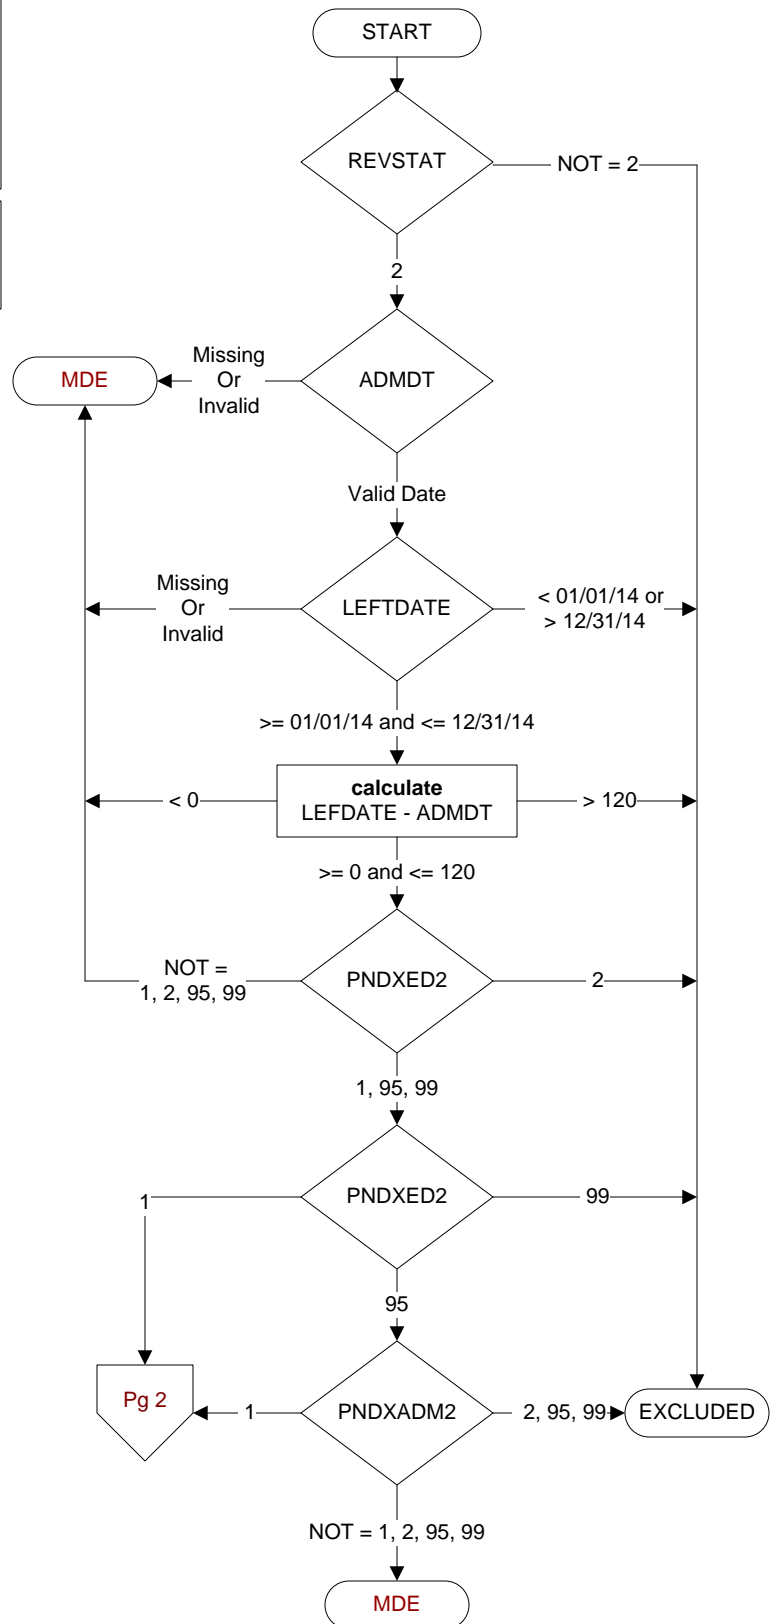 START
REVSTAT
NOT = 2
2
Missing
Or
Invalid
MDE
ADMDT
Valid Date
Missing
Or
Invalid
LEFTDATE
< 01/01/14 or
> 12/31/14
>= 01/01/14 and <= 12/31/14
calculate
LEFDATE - ADMDT
< 0
> 120
>= 0 and <= 120
NOT =
1, 2, 95, 99
PNDXED2
2
1, 95, 99
1
PNDXED2
99
95
Pg 2
1
PNDXADM2
2, 95, 99
EXCLUDED
NOT = 1, 2, 95, 99
MDE